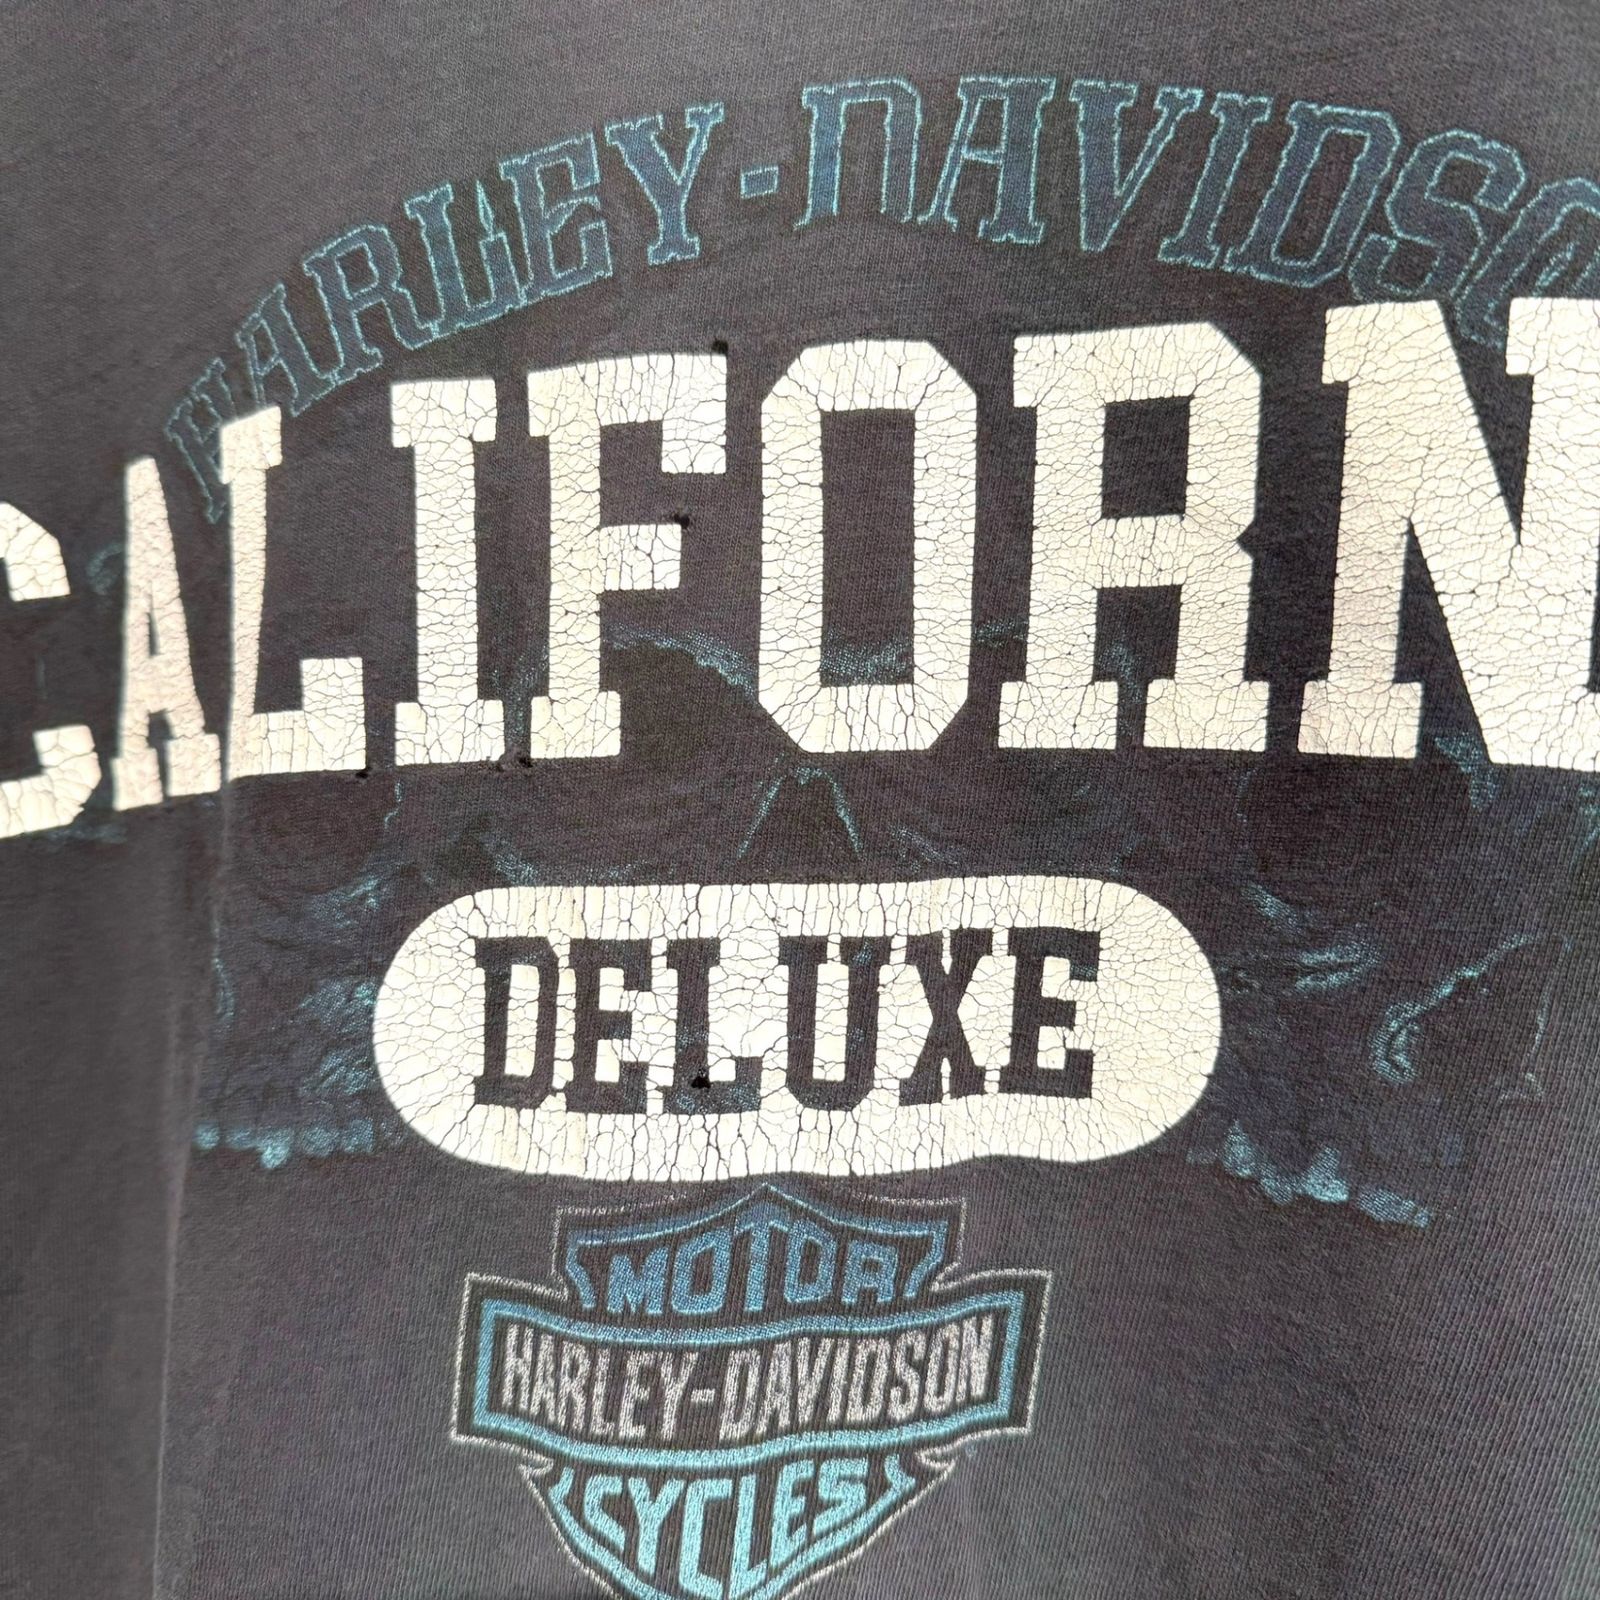 HARLEY-DAVIDSO
CALIFORN
DELUXE
MOTOR
HARLEY-DAVIDSON
CYCLES